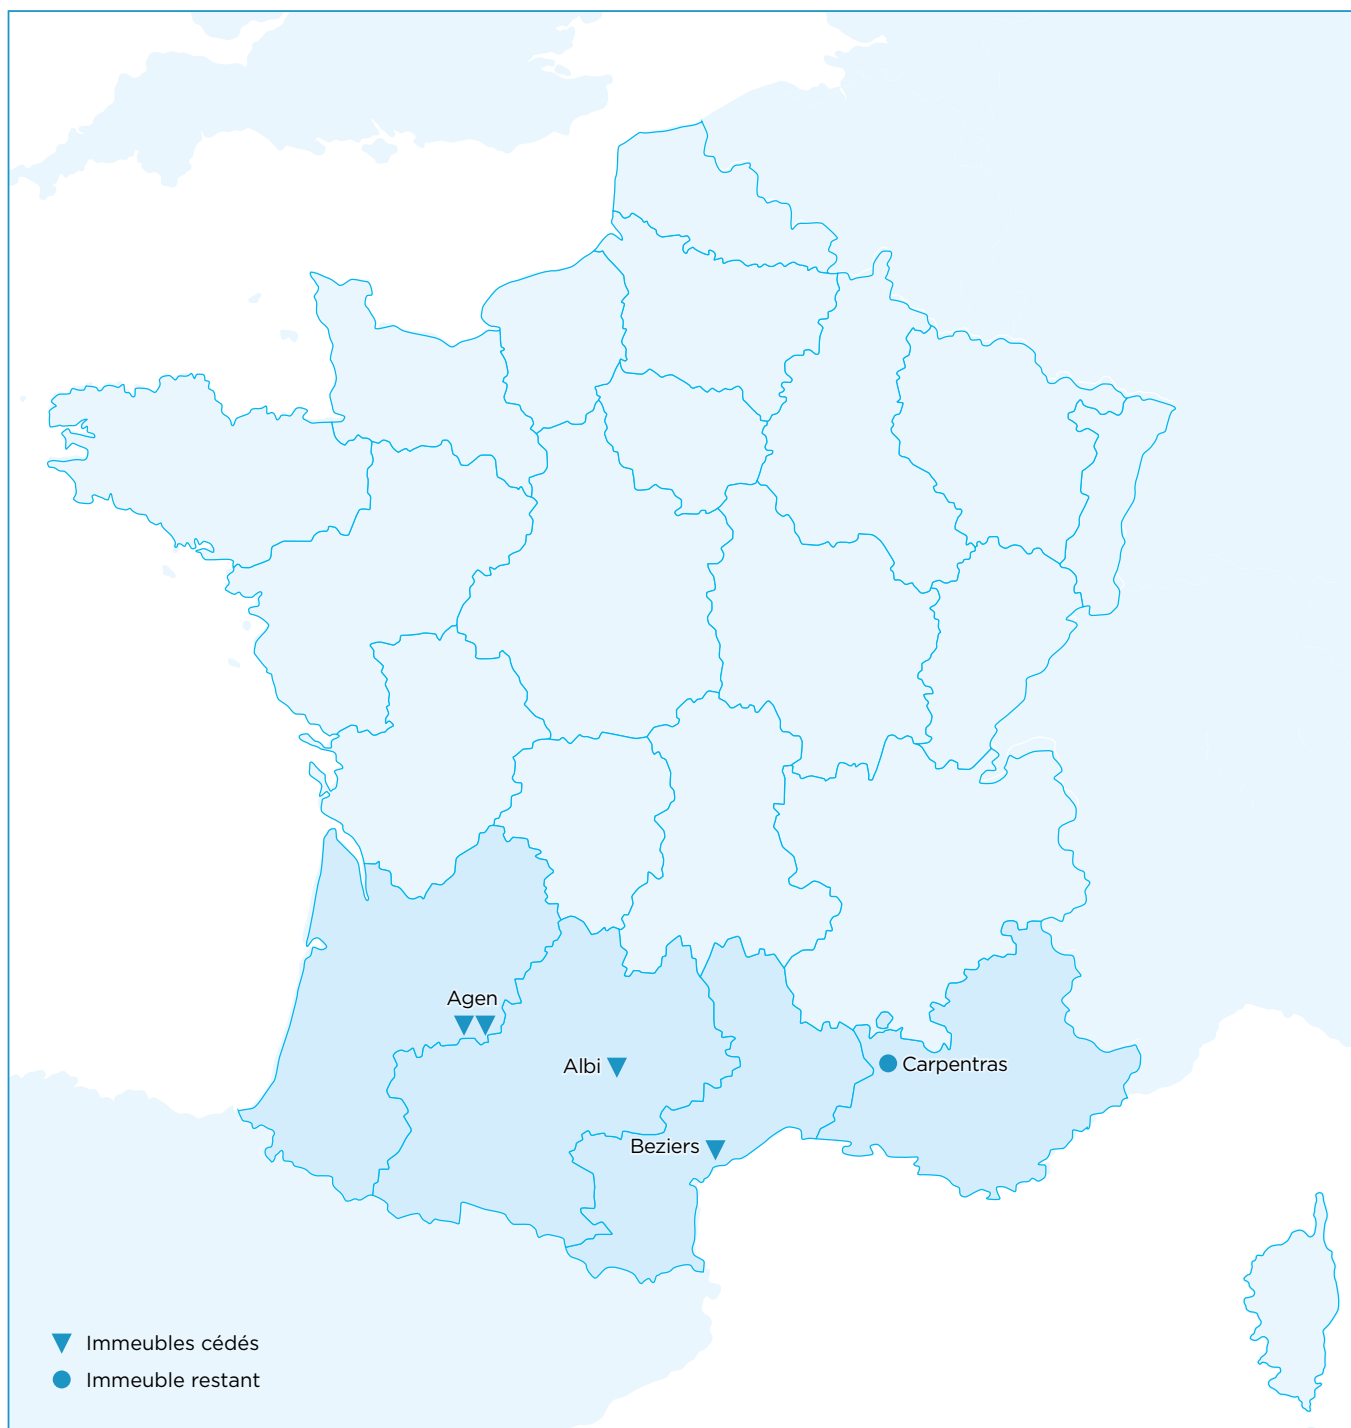 Agen
Albi
Carpentras
Beziers
Immeubles cédés
Immeuble restant